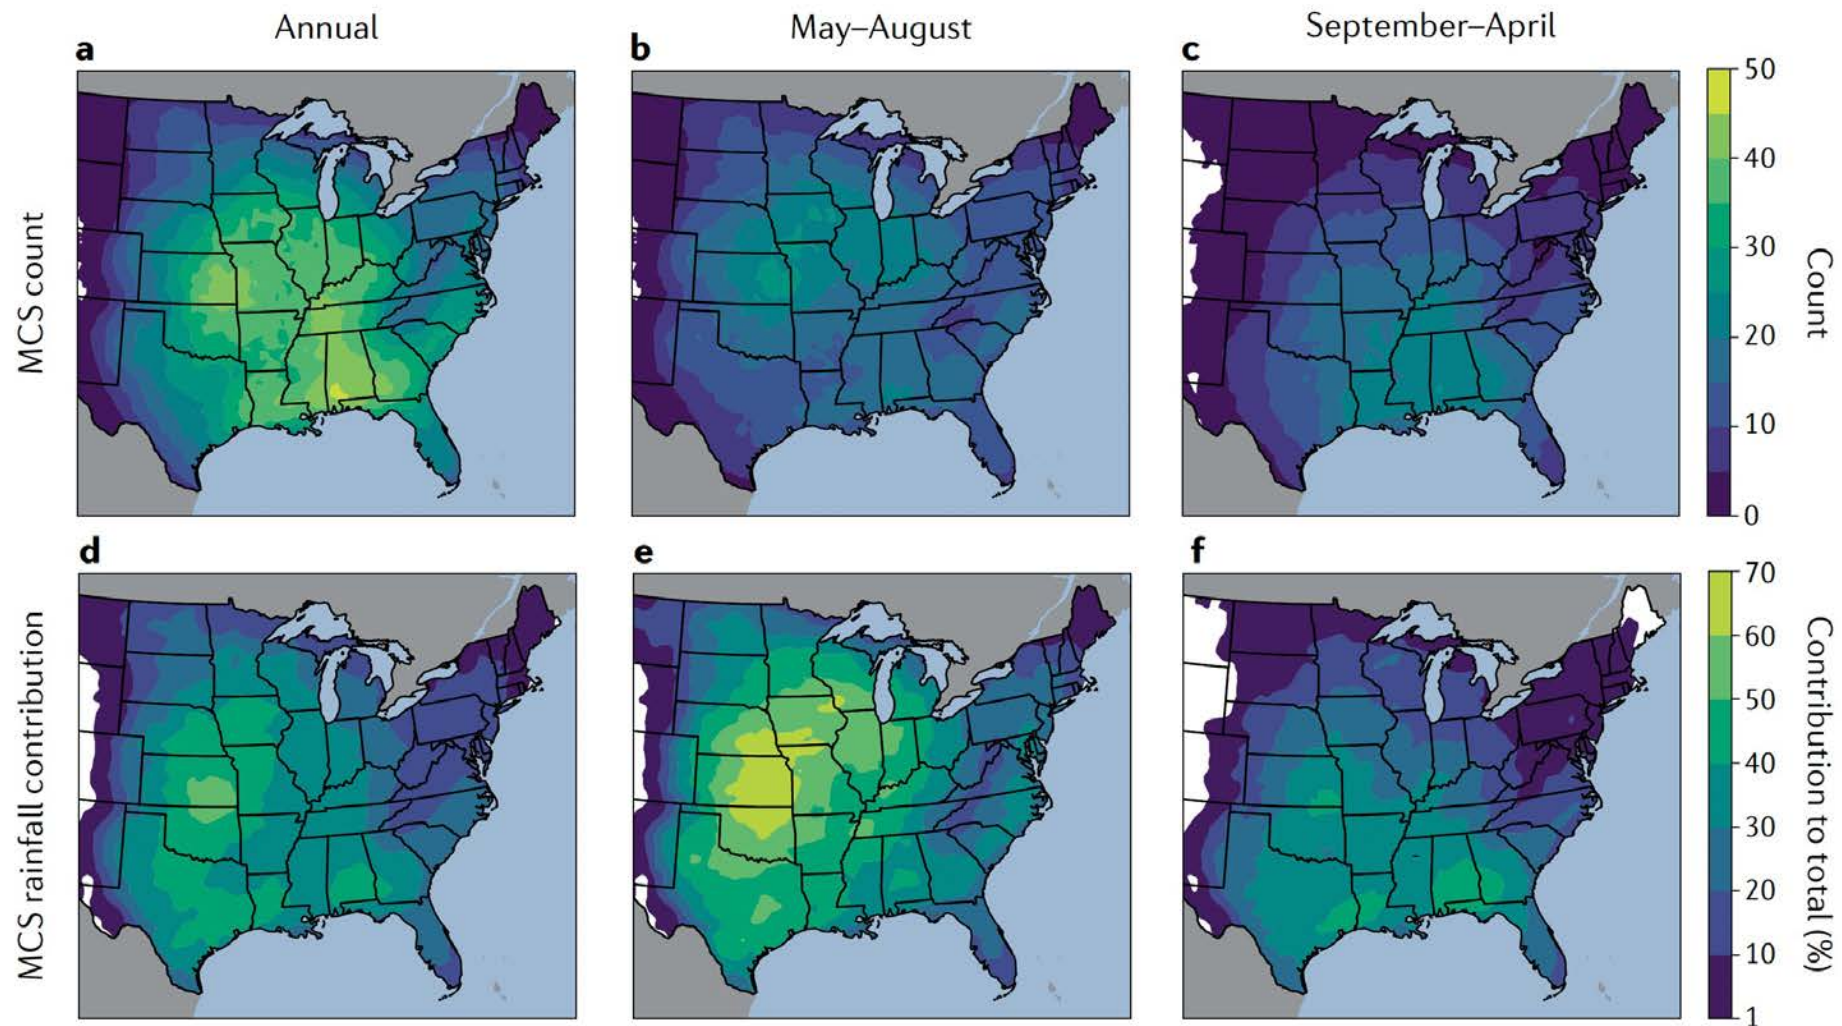 Annual
May–August
September–April
a
b
c
MCS count
50
40
30
20
10
0
Count
d
e
f
MCS rainfall contribution
70
60
50
40
30
20
10
1
Contribution to total (%)